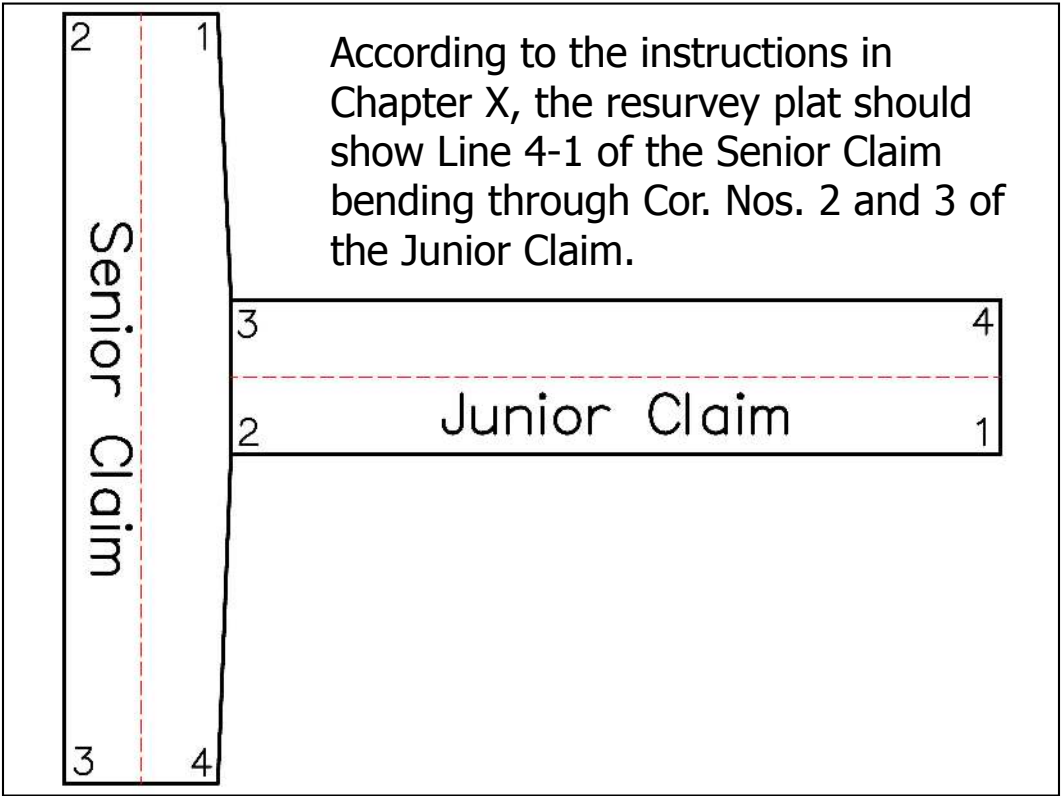 2 1
According to the instructions in
Chapter X, the resurvey plat should
show Line 4-1 of the Senior Claim
bending through Cor. Nos. 2 and 3 of
the Junior Claim.
Senior Claim
3 4
Junior Claim
2 1
3 4